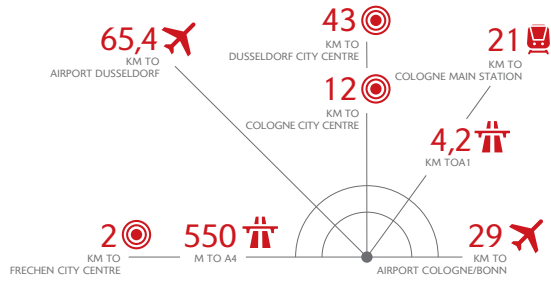 65,4
KM TO
AIRPORT DUSSELDORF
43
KM TO
DUSSELDORF CITY CENTRE
21
KM TO
COLOGNE MAIN STATION
12
KM TO
COLOGNE CITY CENTRE
4,2
KM TOA1
2
KM TO
FRECHEN CITY CENTRE
550
M TO A4
29
KM TO
AIRPORT COLOGNE/BONN